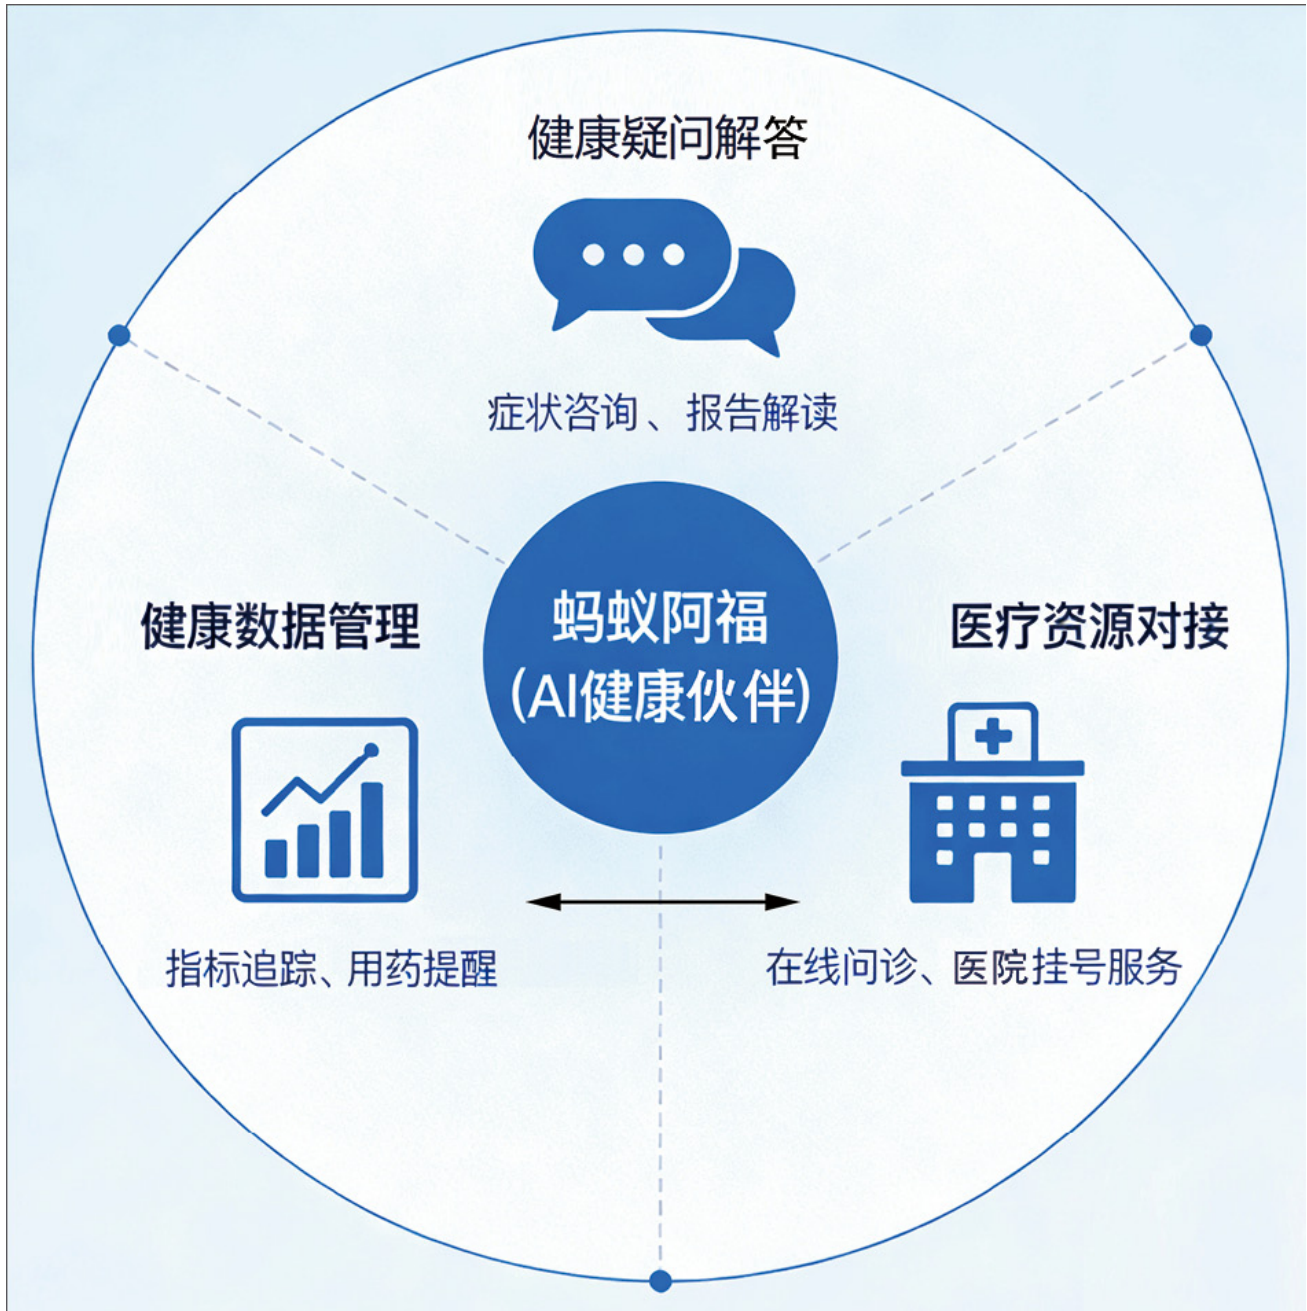 健康疑问解答
症状咨询、报告解读
蚂蚁阿福
(AI健康伙伴)
健康数据管理
指标追踪、用药提醒
医疗资源对接
在线问诊、医院挂号服务